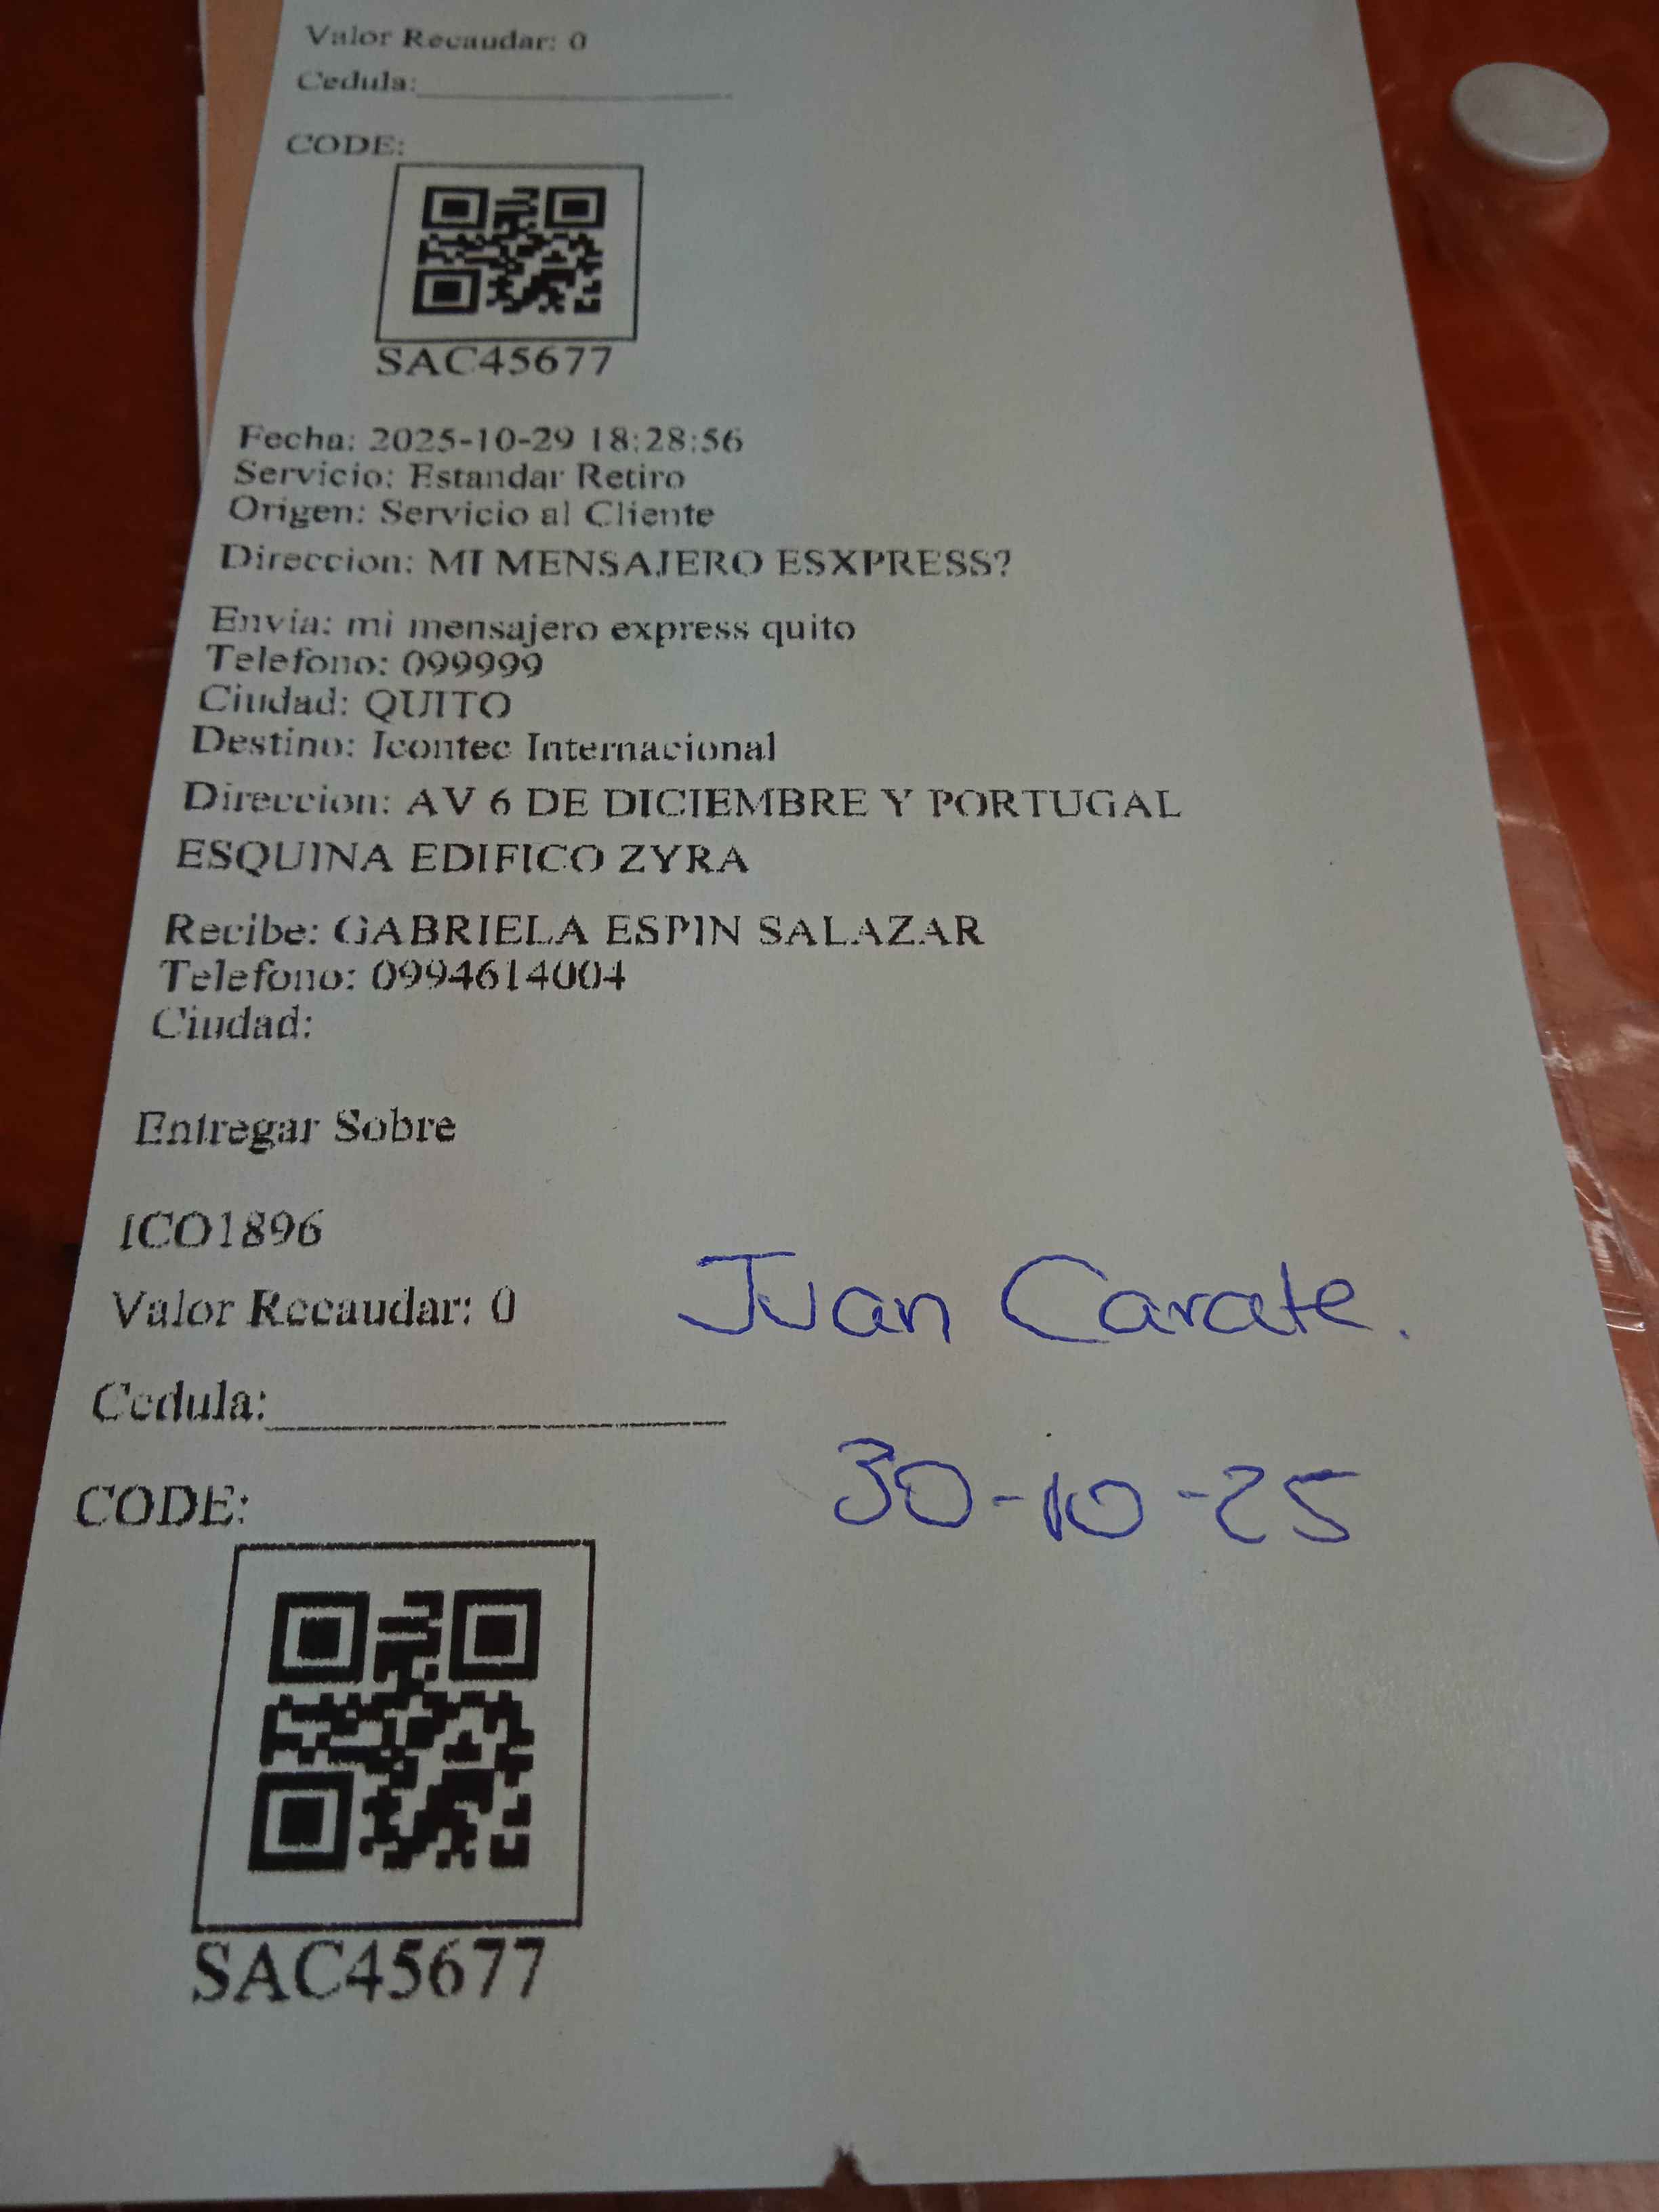 Valor Recaudar: 0
Cedula:
CODE:
SAC45677
Fecha: 2025-10-29 18:28:56
Servicio: Estandar Retiro
Origen: Servicio al Cliente
Direccion: MI MENSAJERO ESXPRESS?
Envia: mi mensajero express quito
Telefono: 099999
Ciudad: QUITO
Destino: Icontec Internacional
Direccion: AV 6 DE DICIEMBRE Y PORTUGAL
ESQUINA EDIFICO ZYRA
Recibe: GABRIELA ESPIN SALAZAR
Telefono: 0994614004
Ciudad:
Entregar Sobre
ICO1896
Valor Recaudar: 0
Juan Carate.
Cedula:
30-10-25
CODE:
SAC45677